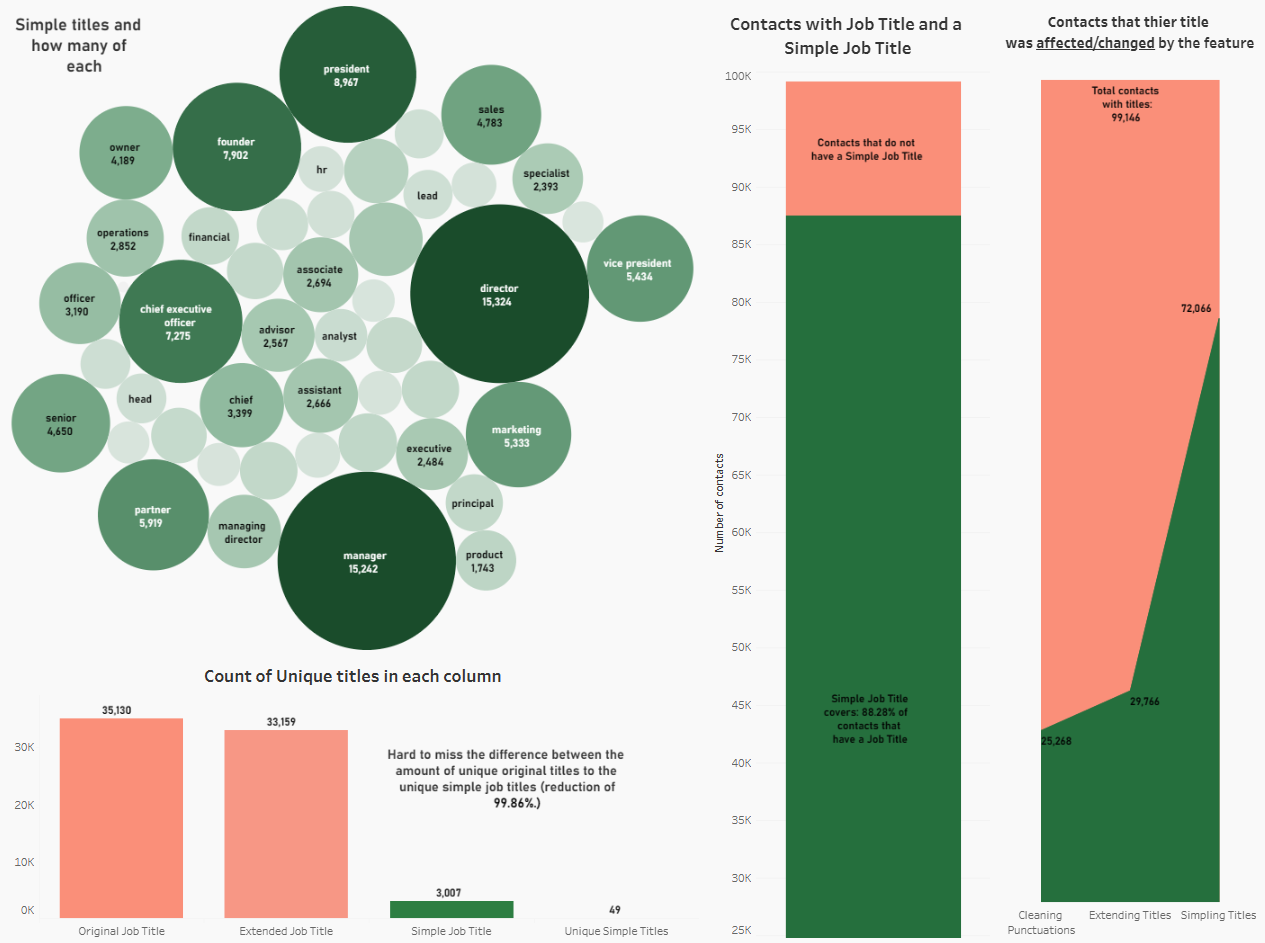 Simple titles and
how many of
each
president
8,967
sales
4,783
founder
7,902
owner
4,189
hr
specialist
2,393
lead
operations
2,852
financial
vice president
5,434
associate
2,694
director
15,324
officer
3,190
chief executive
officer
7,275
advisor
2,567
analyst
head
chief
3,399
assistant
2,666
senior
4,650
marketing
5,333
executive
2,484
principal
partner
5,919
managing
director
manager
15,242
product
1,743
Count of Unique titles in each column
35,130
33,159
3,007
49
30K
20K
10K
0K
Hard to miss the difference between the
amount of unique original titles to the
unique simple job titles (reduction of
99.86%.)
Original Job Title
Extended Job Title
Simple Job Title
Unique Simple Titles
Contacts with Job Title and a
Simple Job Title
100K
95K
90K
85K
80K
75K
70K
65K
60K
55K
50K
45K
40K
35K
30K
25K
Number of contacts
Contacts that do not
have a Simple Job Title
Simple Job Title
covers: 88.28% of
contacts that
have a Job Title
Contacts that thier title
was affected/changed by the feature
Total contacts
with titles:
99,146
72,066
29,766
25,268
Cleaning
Punctuations
Extending Titles
Simpling Titles